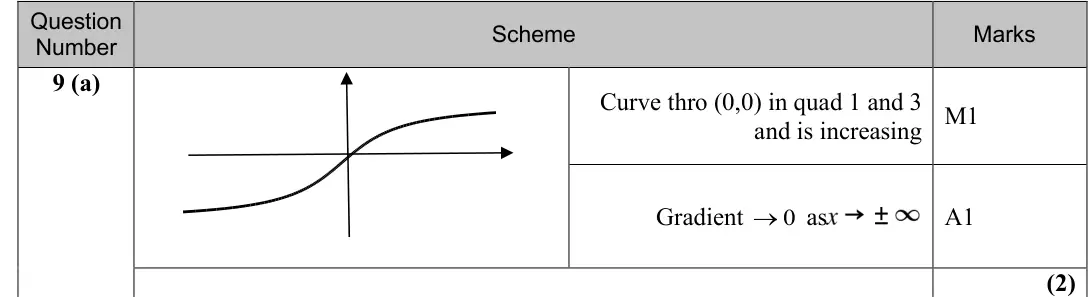 Question Number
Scheme
Marks
9 (a)
Curve thro (0,0) in quad 1 and 3
and is increasing
M1
Gradient → 0 as x → ± ∞
A1
(2)